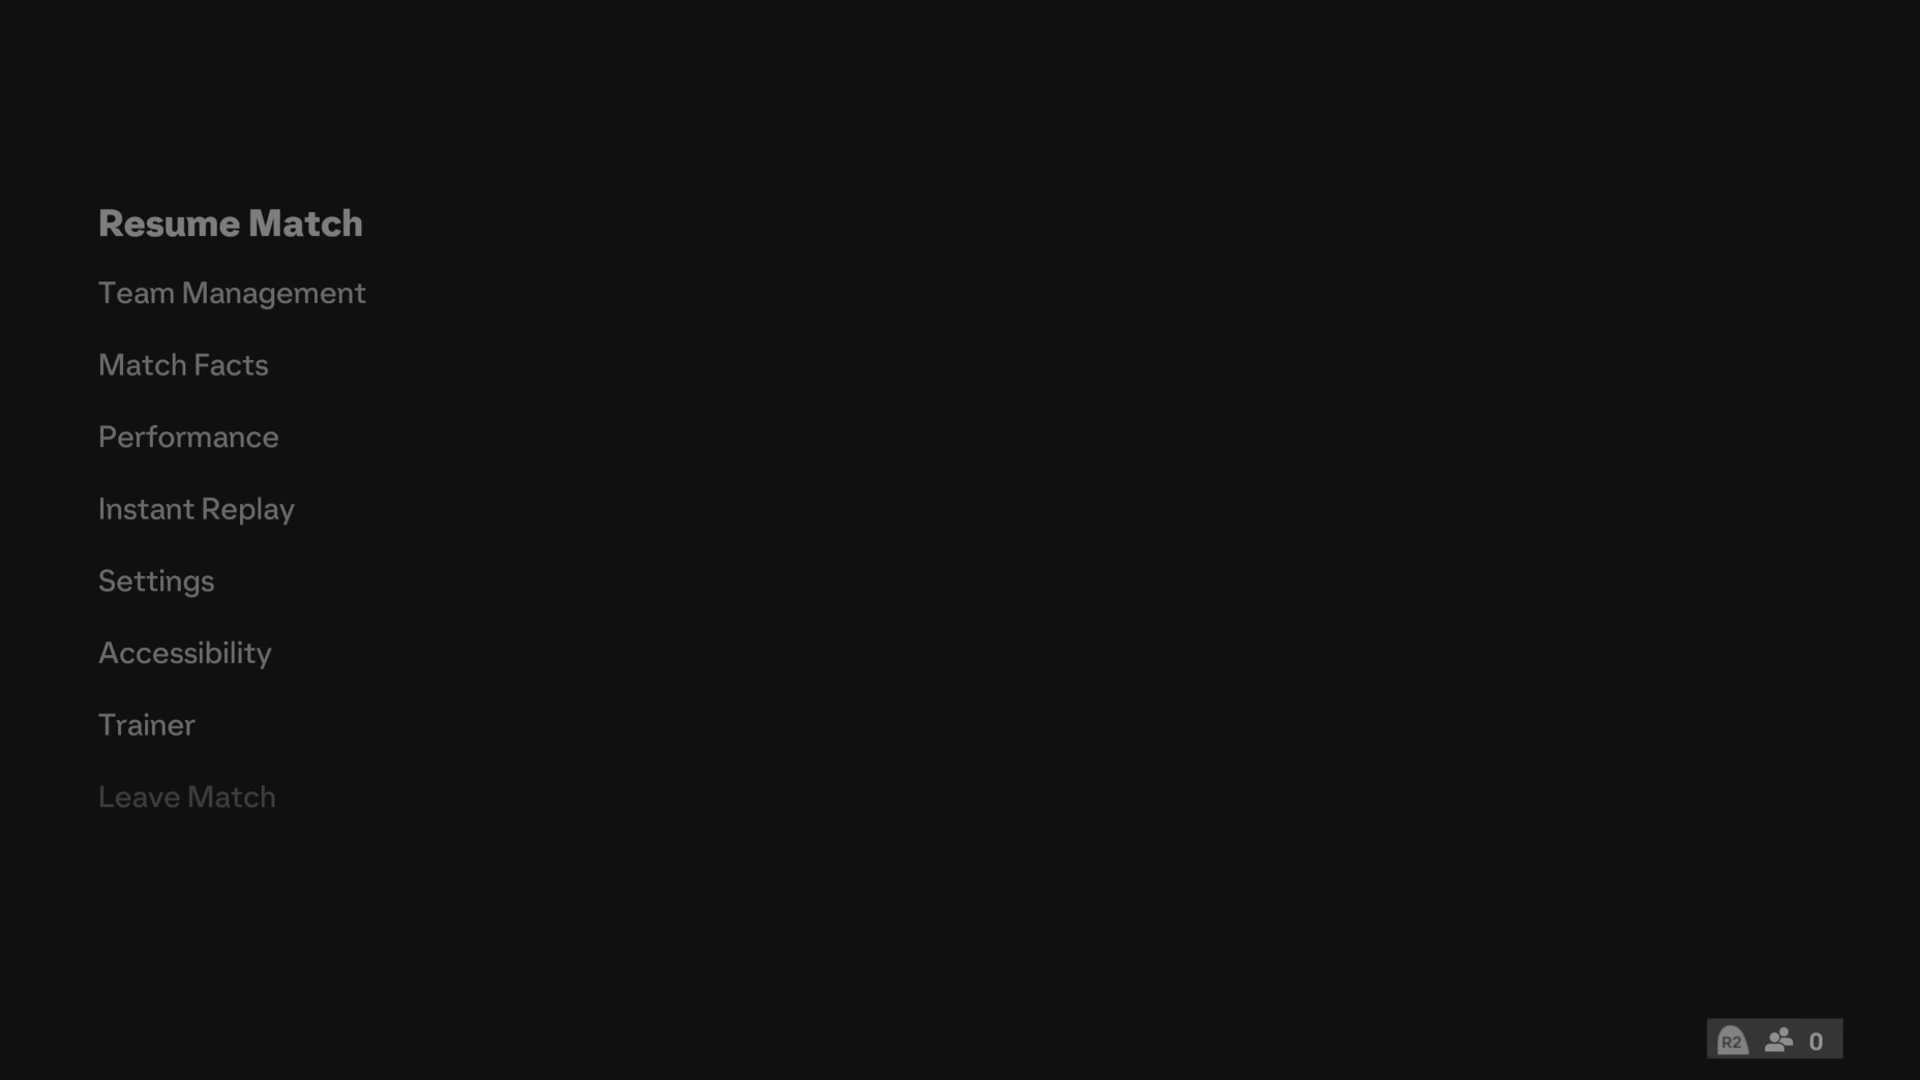 Resume Match
Team Management
Match Facts
Performance
Instant Replay
Settings
Accessibility
Trainer
Leave Match
R2 0